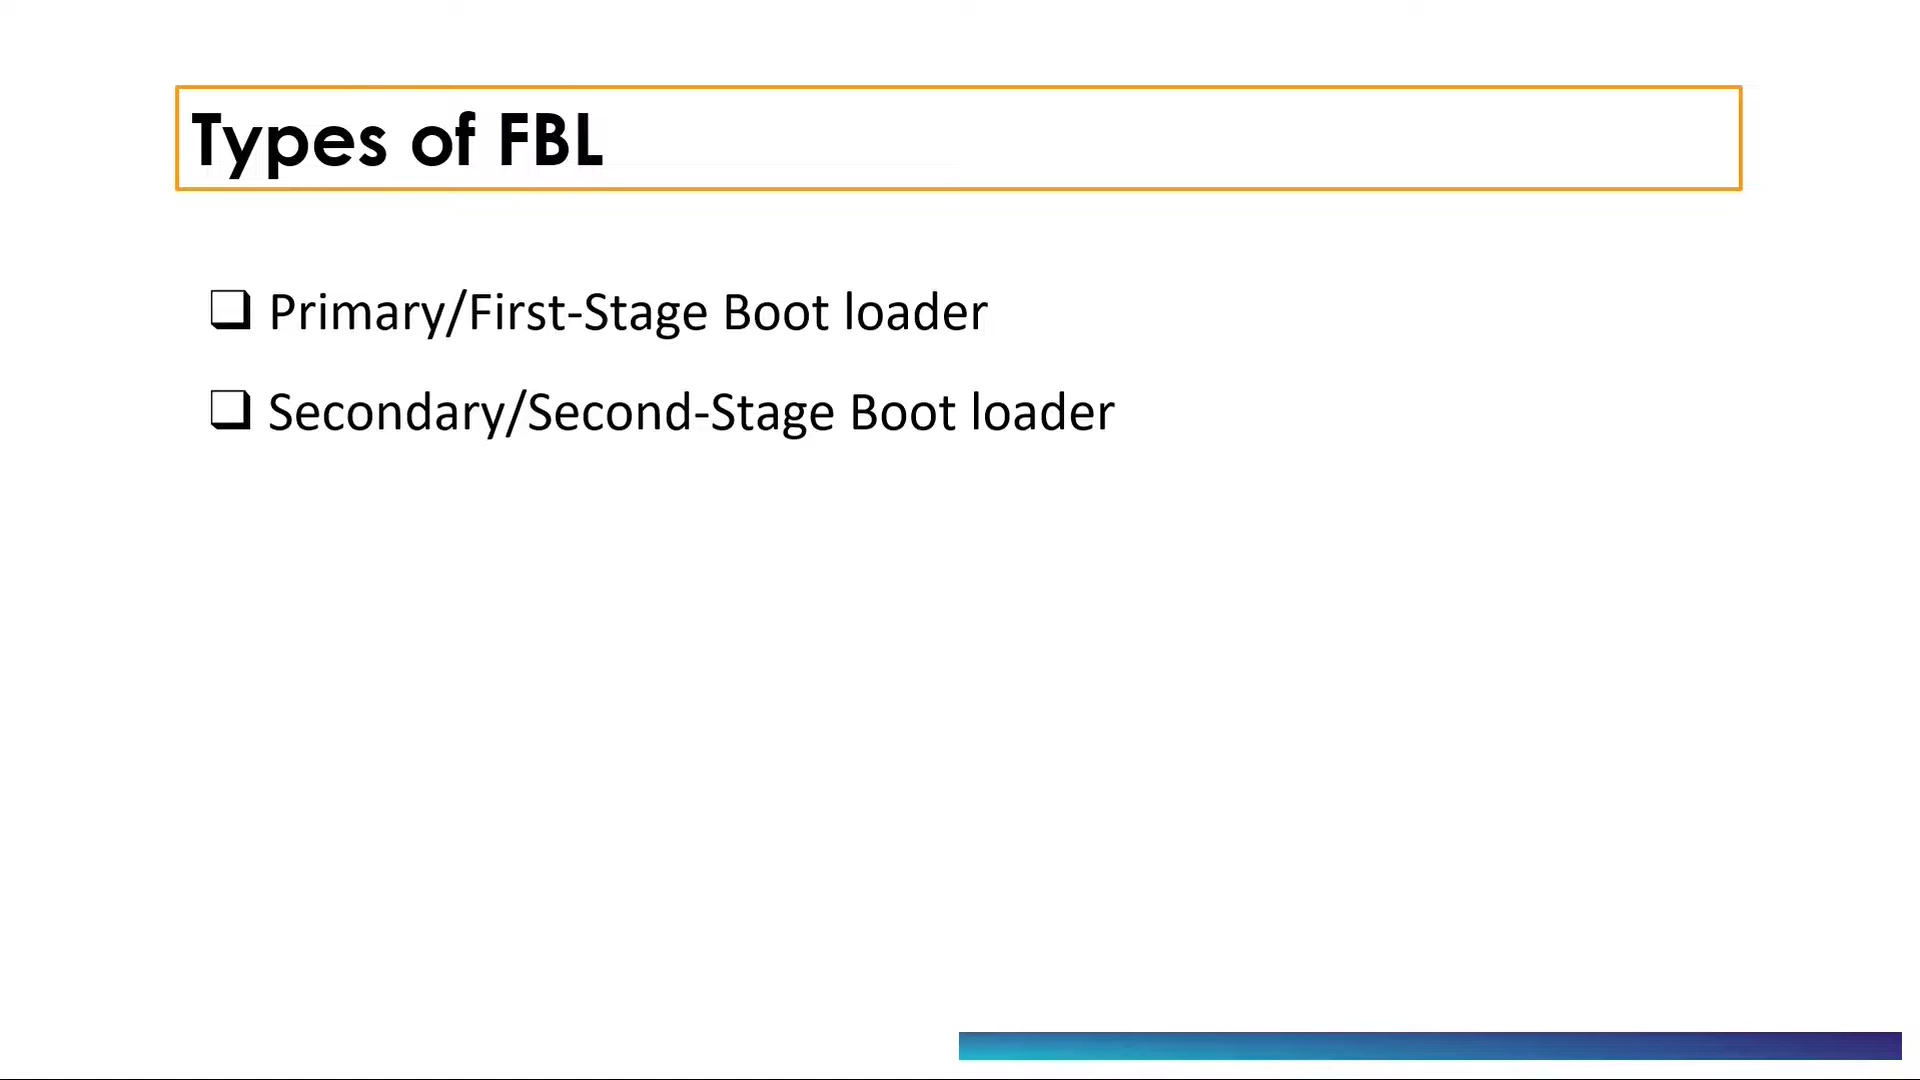 Types of FBL
❑ Primary/First-Stage Boot loader
❑ Secondary/Second-Stage Boot loader